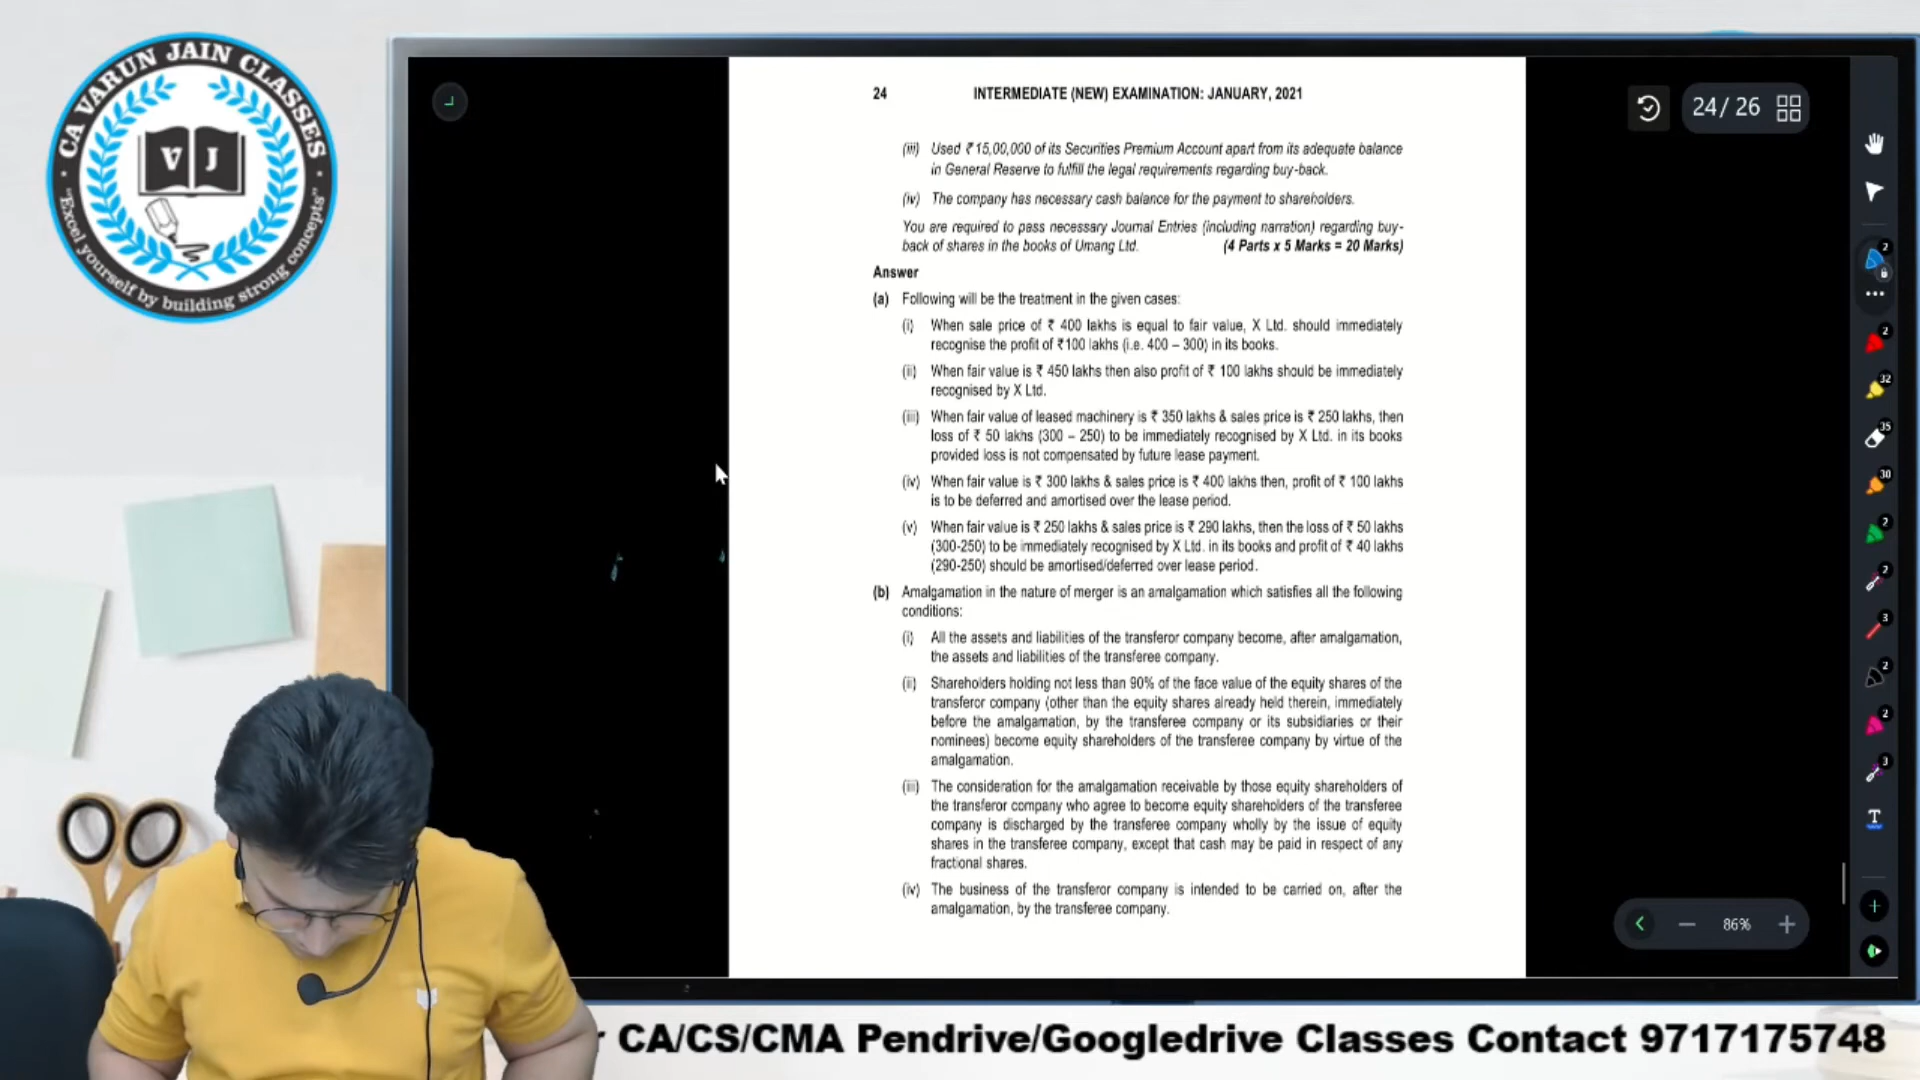 CA VARUN JAIN CLASSES
V J
"Excel yourself by building strong concepts"
24/ 26
24 INTERMEDIATE (NEW) EXAMINATION: JANUARY, 2021
(iii) Used ₹ 15,00,000 of its Securities Premium Account apart from its adequate balance
in General Reserve to fulfill the legal requirements regarding buy-back.
(iv) The company has necessary cash balance for the payment to shareholders.
You are required to pass necessary Journal Entries (including narration) regarding buy-
back of shares in the books of Umang Ltd. (4 Parts x 5 Marks = 20 Marks)
Answer
(a) Following will be the treatment in the given cases:
(i) When sale price of ₹ 400 lakhs is equal to fair value, X Ltd. should immediately
recognise the profit of ₹100 lakhs (i.e. 400 – 300) in its books.
(ii) When fair value is ₹ 450 lakhs then also profit of ₹ 100 lakhs should be immediately
recognised by X Ltd.
(iii) When fair value of leased machinery is ₹ 350 lakhs & sales price is ₹ 250 lakhs, then
loss of ₹ 50 lakhs (300 – 250) to be immediately recognised by X Ltd. in its books
provided loss is not compensated by future lease payment.
(iv) When fair value is ₹ 300 lakhs & sales price is ₹ 400 lakhs then, profit of ₹ 100 lakhs
is to be deferred and amortised over the lease period.
(v) When fair value is ₹ 250 lakhs & sales price is ₹ 290 lakhs, then the loss of ₹ 50 lakhs
(300-250) to be immediately recognised by X Ltd. in its books and profit of ₹ 40 lakhs
(290-250) should be amortised/deferred over lease period.
(b) Amalgamation in the nature of merger is an amalgamation which satisfies all the following
conditions:
(i) All the assets and liabilities of the transferor company become, after amalgamation,
the assets and liabilities of the transferee company.
(ii) Shareholders holding not less than 90% of the face value of the equity shares of the
transferor company (other than the equity shares already held therein, immediately
before the amalgamation, by the transferee company or its subsidiaries or their
nominees) become equity shareholders of the transferee company by virtue of the
amalgamation.
(iii) The consideration for the amalgamation receivable by those equity shareholders of
the transferor company who agree to become equity shareholders of the transferee
company is discharged by the transferee company wholly by the issue of equity
shares in the transferee company, except that cash may be paid in respect of any
fractional shares.
(iv) The business of the transferor company is intended to be carried on, after the
amalgamation, by the transferee company.
2
2
32
35
30
2
2
3
2
2
3
T
86%
r CA/CS/CMA Pendrive/Googledrive Classes Contact 9717175748